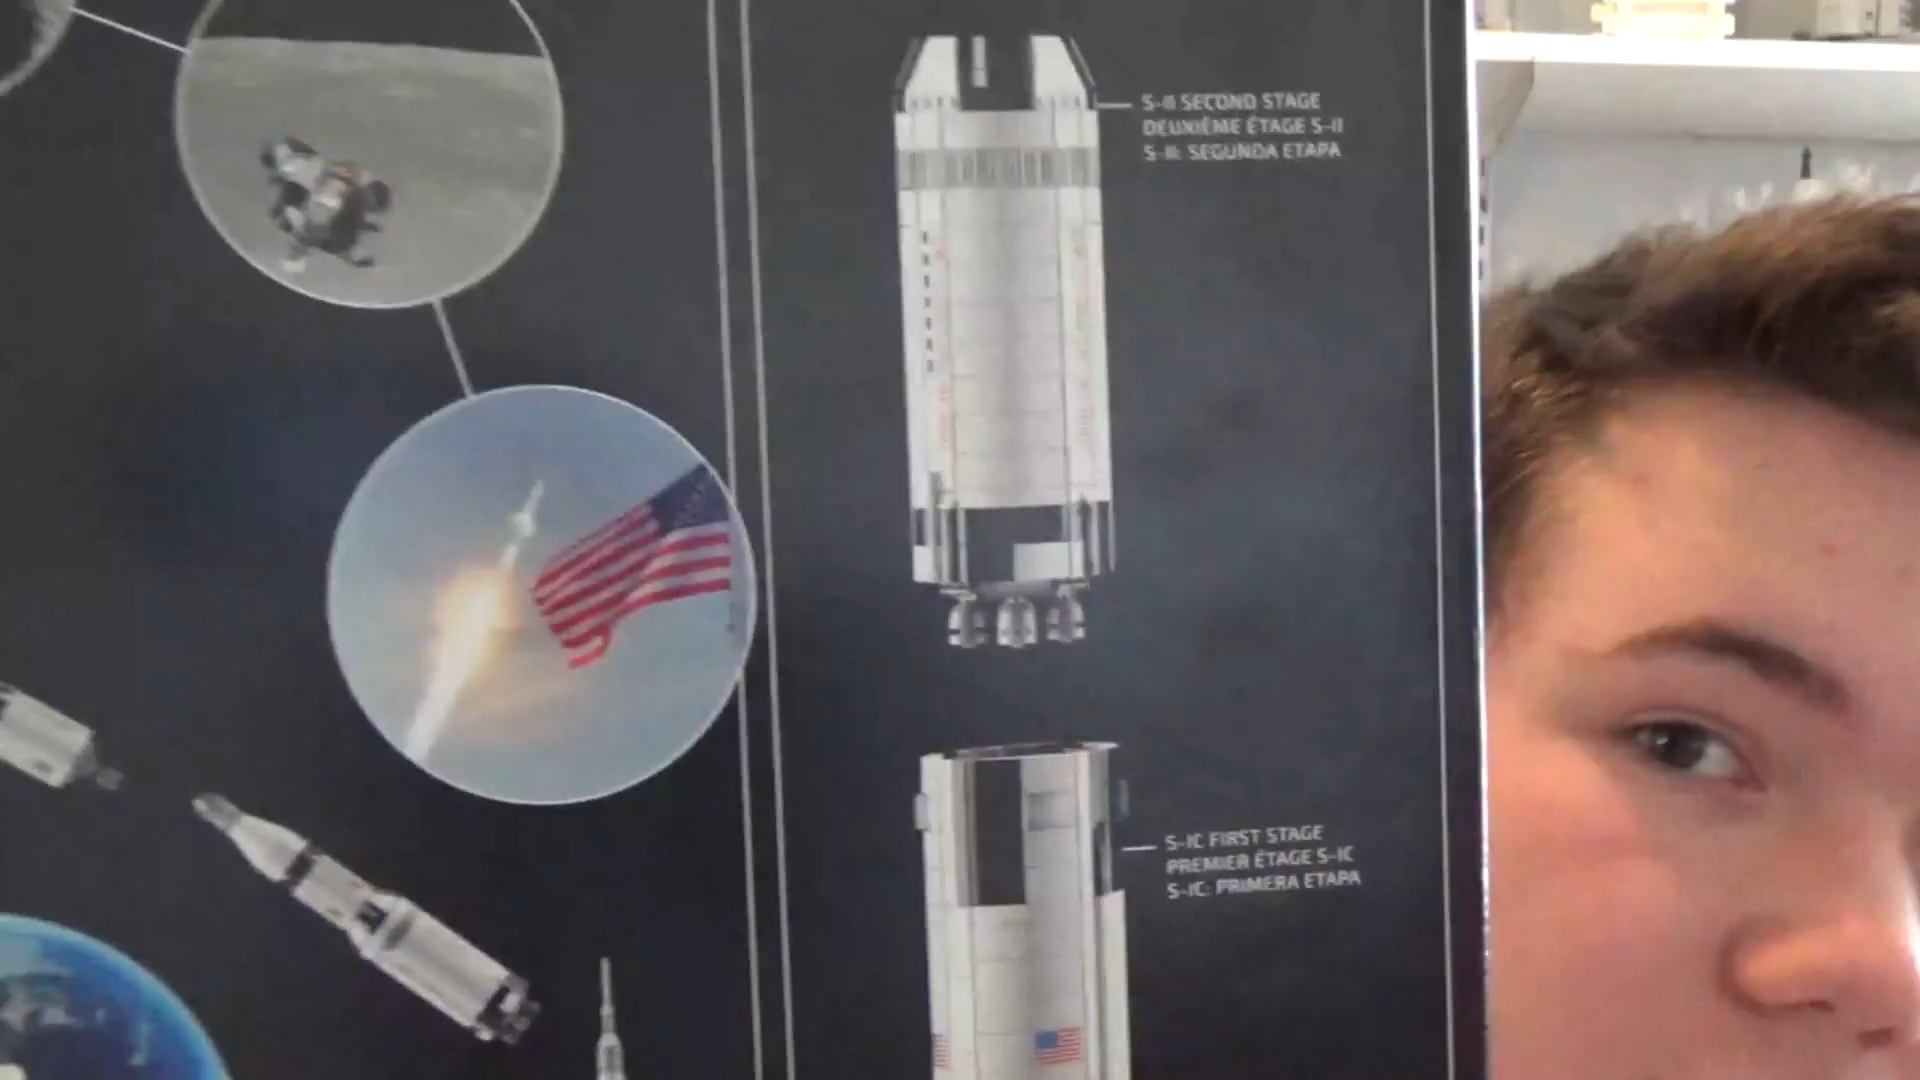 S-II SECOND STAGE
DEUXIÈME ÉTAGE S-II
S-II: SEGUNDA ETAPA
S-IC FIRST STAGE
PREMIER ÉTAGE S-IC
S-IC: PRIMERA ETAPA